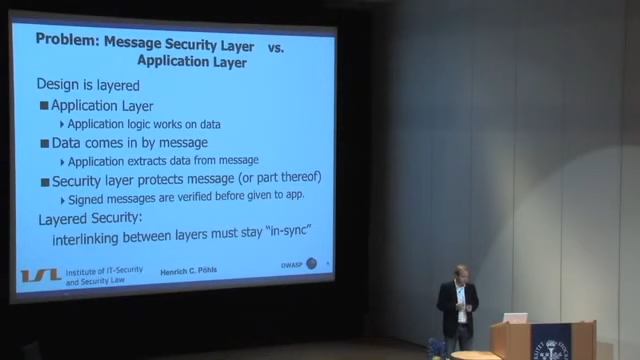 Problem: Message Security Layer vs.
Application Layer
Design is layered
Application Layer
Application logic works on data
Data comes in by message
Application extracts data from message
Security layer protects message (or part thereof)
Signed messages are verified before given to app.
Layered Security:
interlinking between layers must stay “in-sync”
ISL Institute of IT-Security
and Security Law
Henrich C. Pöhls
OWASP